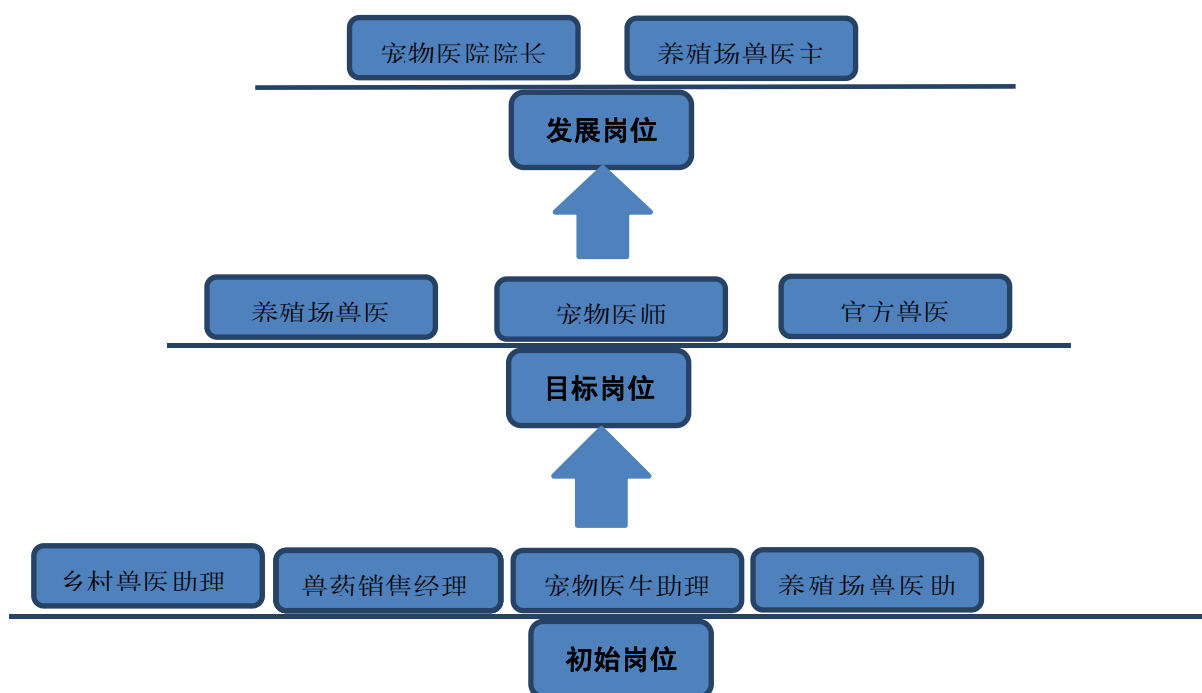 宠物医院院长
养殖场兽医主
发展岗位
养殖场兽医
宠物医师
官方兽医
目标岗位
乡村兽医助理
兽药销售经理
宠物医生助理
养殖场兽医助
初始岗位